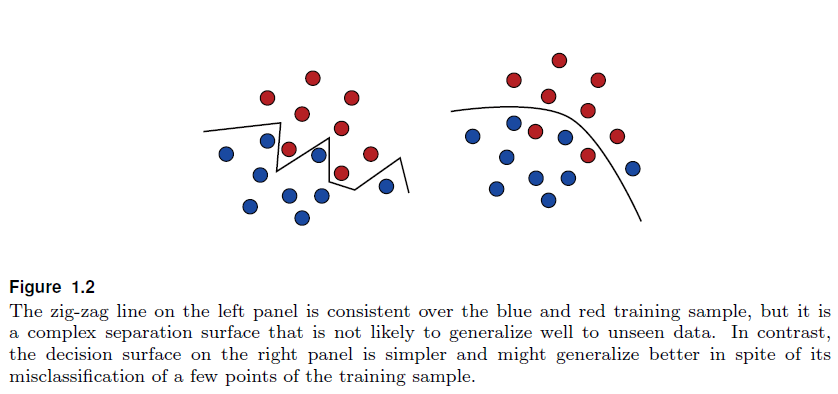 Figure 1.2
The zig-zag line on the left panel is consistent over the blue and red training sample, but it is
a complex separation surface that is not likely to generalize well to unseen data. In contrast,
the decision surface on the right panel is simpler and might generalize better in spite of its
misclassification of a few points of the training sample.